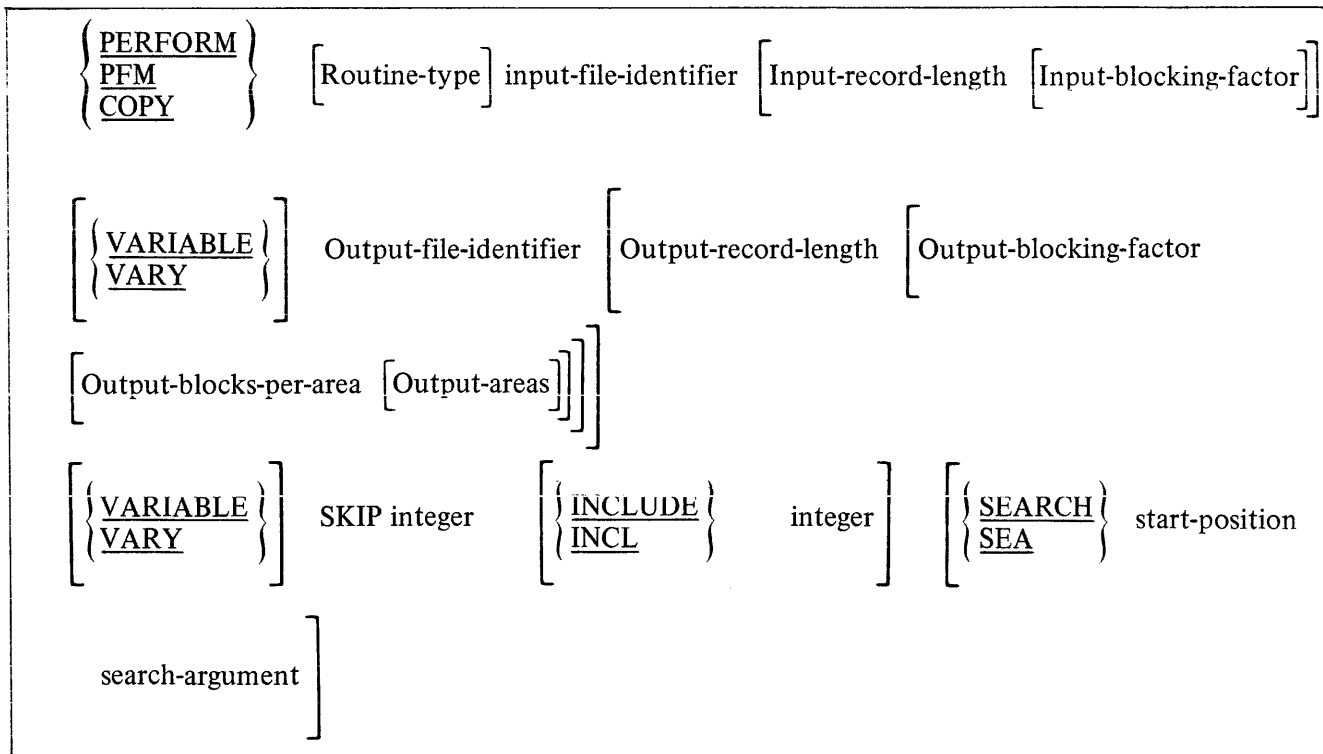 PERFORM
PFM
COPY
[Routine-type] input-file-identifier [Input-record-length [Input-blocking-factor]]
[{VARIABLE
VARY}] Output-file-identifier [Output-record-length [Output-blocking-factor
[Output-blocks-per-area [Output-areas]]]]
[{VARIABLE
VARY}] SKIP integer [{INCLUDE
INCL} integer] [{SEARCH
SEA} start-position
search-argument]